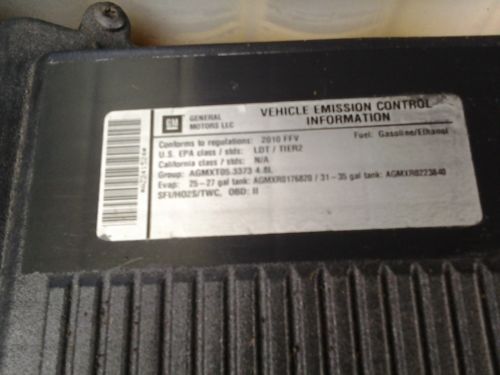 GM
GENERAL
MOTORS LLC
VEHICLE EMISSION CONTROL
INFORMATION
Conforms to regulations: 2010 FFV Fuel: Gasoline/Ethanol
U.S. EPA class / stds: LDT / TIER2
California class / stds: N/A
Group: AGMXT05.3373 4.8L
Evap: 25-27 gal tank: AGMXR0176820 / 31-35 gal tank: AGMXR0223840
SFI/HO2S/TWC, OBD: II